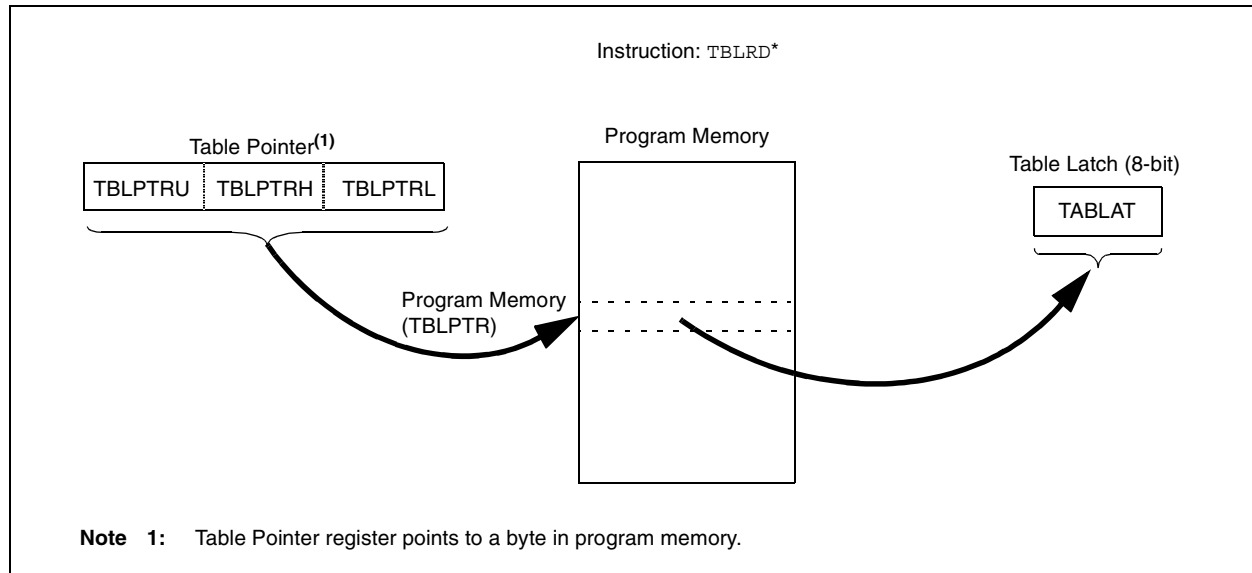 Instruction: TBLRD*
Table Pointer(1)
TBLPTRU TBLPTRH TBLPTRL
Program Memory
Table Latch (8-bit)
TABLAT
Program Memory
(TBLPTR)
Note 1: Table Pointer register points to a byte in program memory.